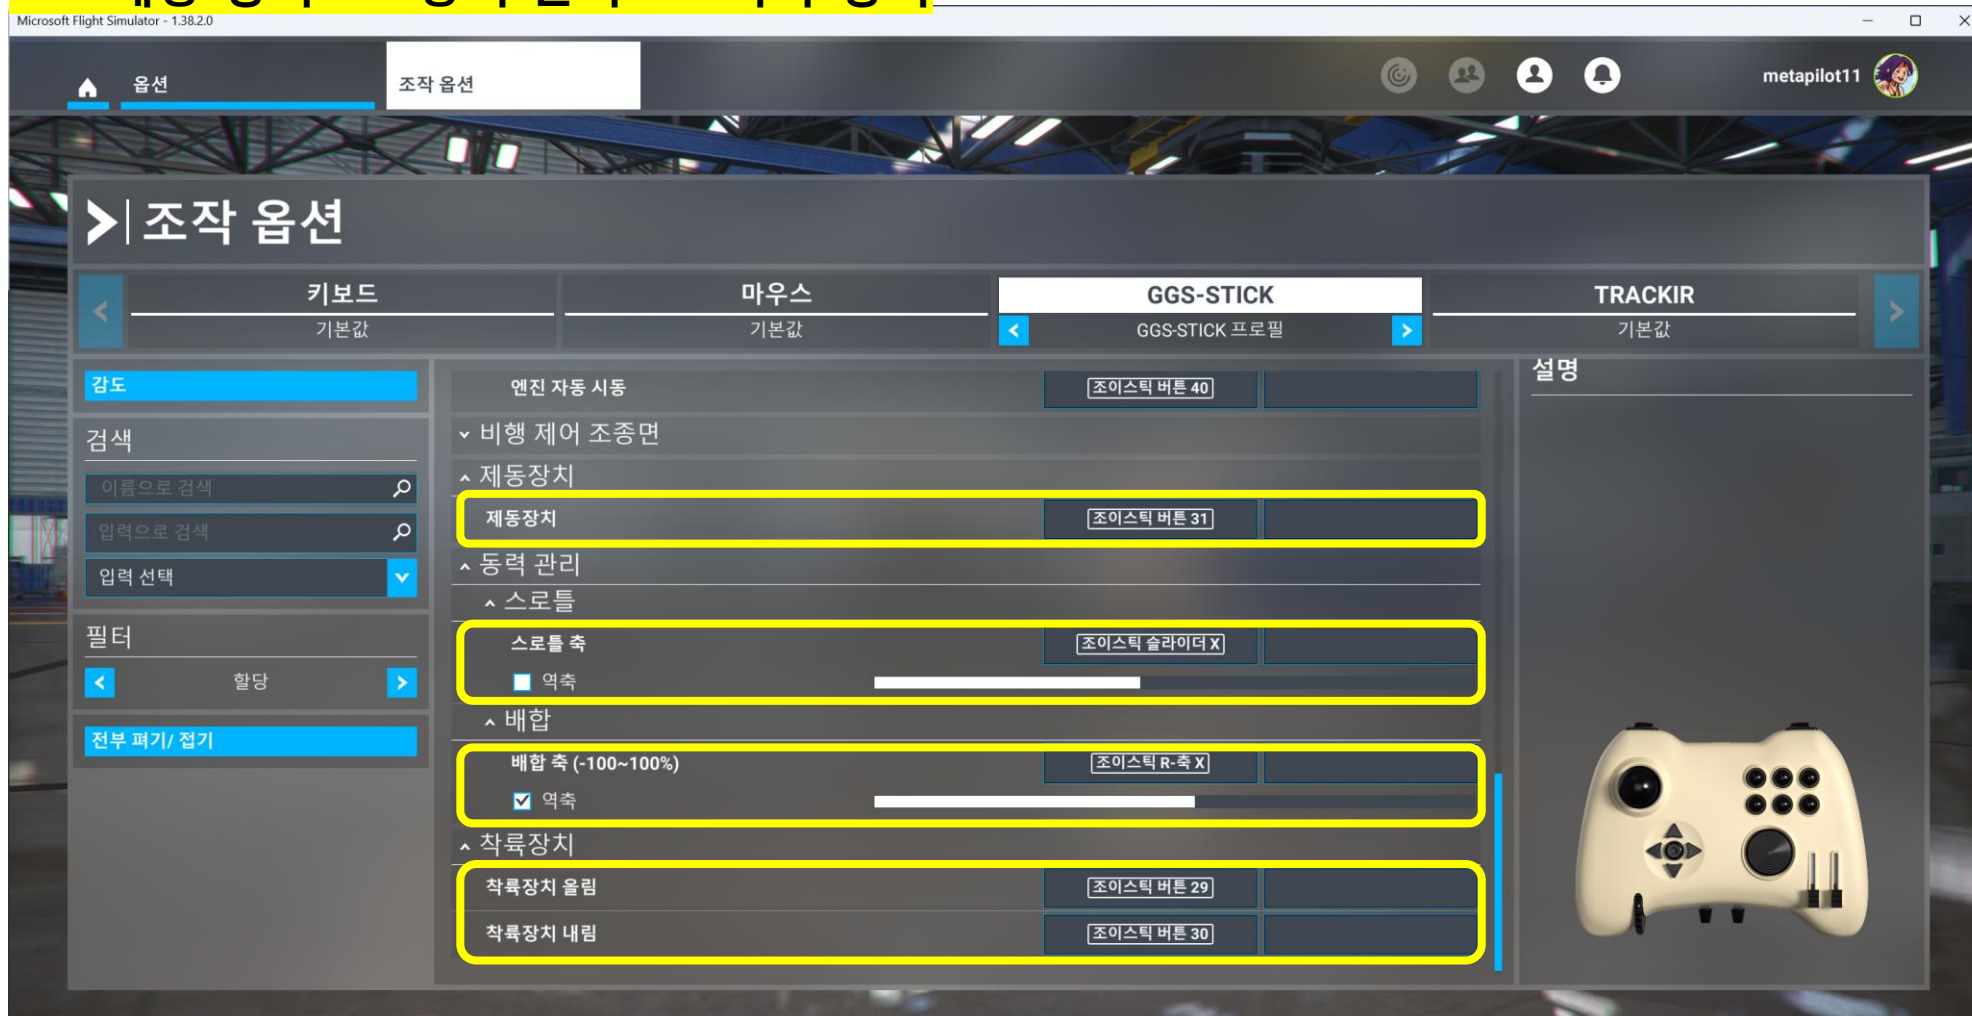 Microsoft Flight Simulator - 1.38.2.0
옵션
조작 옵션
metapilot11
조작 옵션
키보드
마우스
GGS-STICK
TRACKIR
기본값
기본값
GGS-STICK 프로필
기본값
감도
검색
이름으로 검색
입력으로 검색
입력 선택
필터
할당
전부 펴기/ 접기
엔진 자동 시동
조이스틱 버튼 40
비행 제어 조종면
제동장치
제동장치
조이스틱 버튼 31
동력 관리
스로틀
스로틀 축
조이스틱 슬라이더 X
역축
배합
배합 축 (-100~100%)
조이스틱 R-축 X
역축
착륙장치
착륙장치 올림
조이스틱 버튼 29
착륙장치 내림
조이스틱 버튼 30
설명